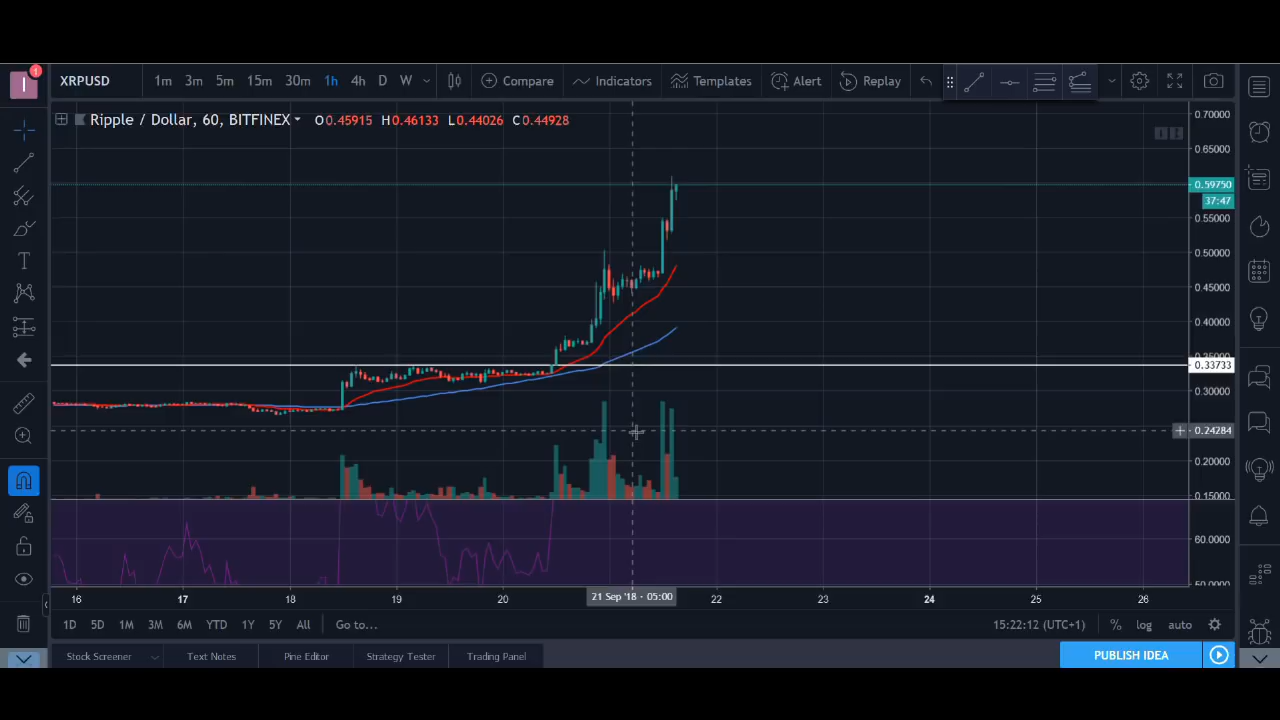 I 1 XRPUSD 1m 3m 5m 15m 30m 1h 4h D W Compare Indicators Templates Alert Replay
Ripple / Dollar, 60, BITFINEX O0.45915 H0.46133 L0.44026 C0.44928
0.70000
0.65000
0.59750
37:47
0.55000
0.50000
0.45000
0.40000
0.33733
0.30000
0.24284
0.20000
0.15000
60.0000
16 17 18 19 20 21 Sep '18 - 05:00 22 23 24 25 26
1D 5D 1M 3M 6M YTD 1Y 5Y All Go to... 15:22:12 (UTC+1) % log auto
Stock Screener Text Notes Pine Editor Strategy Tester Trading Panel PUBLISH IDEA